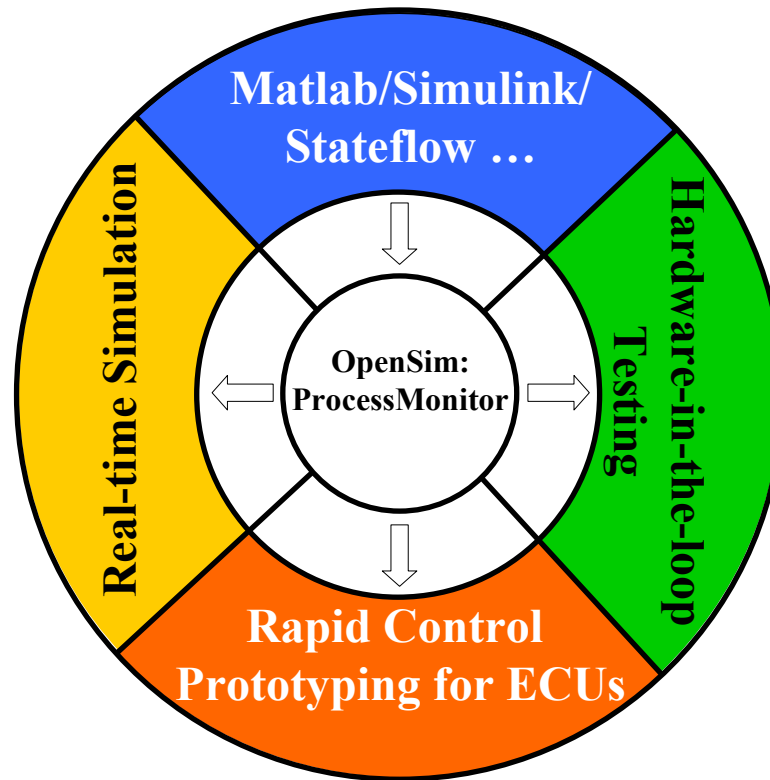 Matlab/Simulink/
Stateflow …
Real-time Simulation
OpenSim:
ProcessMonitor
Hardware-in-the-loop
Testing
Rapid Control
Prototyping for ECUs